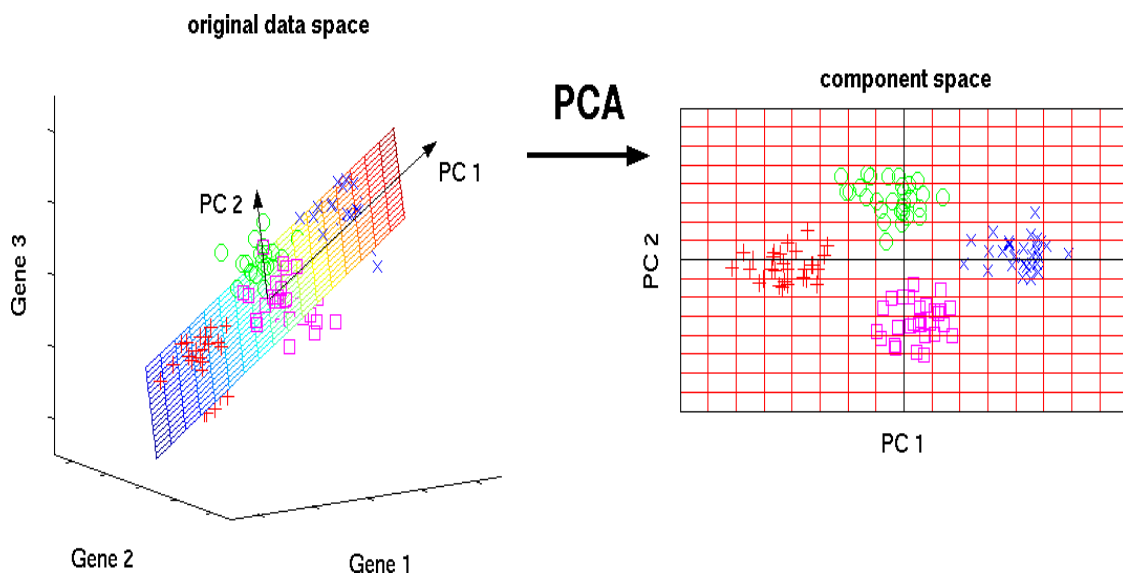 original data space
PCA
component space
PC 1
PC 2
Gene 3
Gene 2
Gene 1
PC 2
PC 1